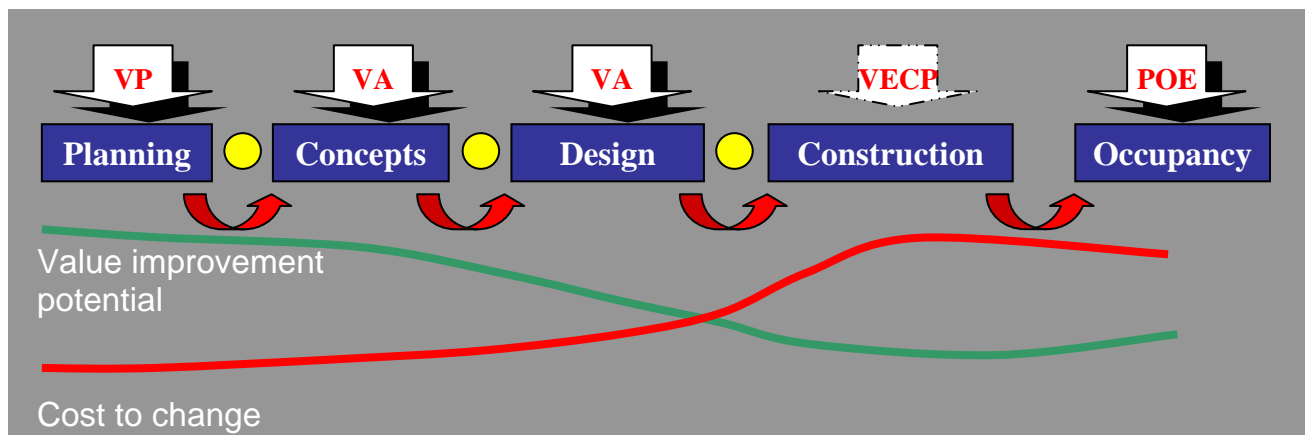 VP
VA
VA
VECP
POE
Planning
Concepts
Design
Construction
Occupancy
Value improvement
potential
Cost to change